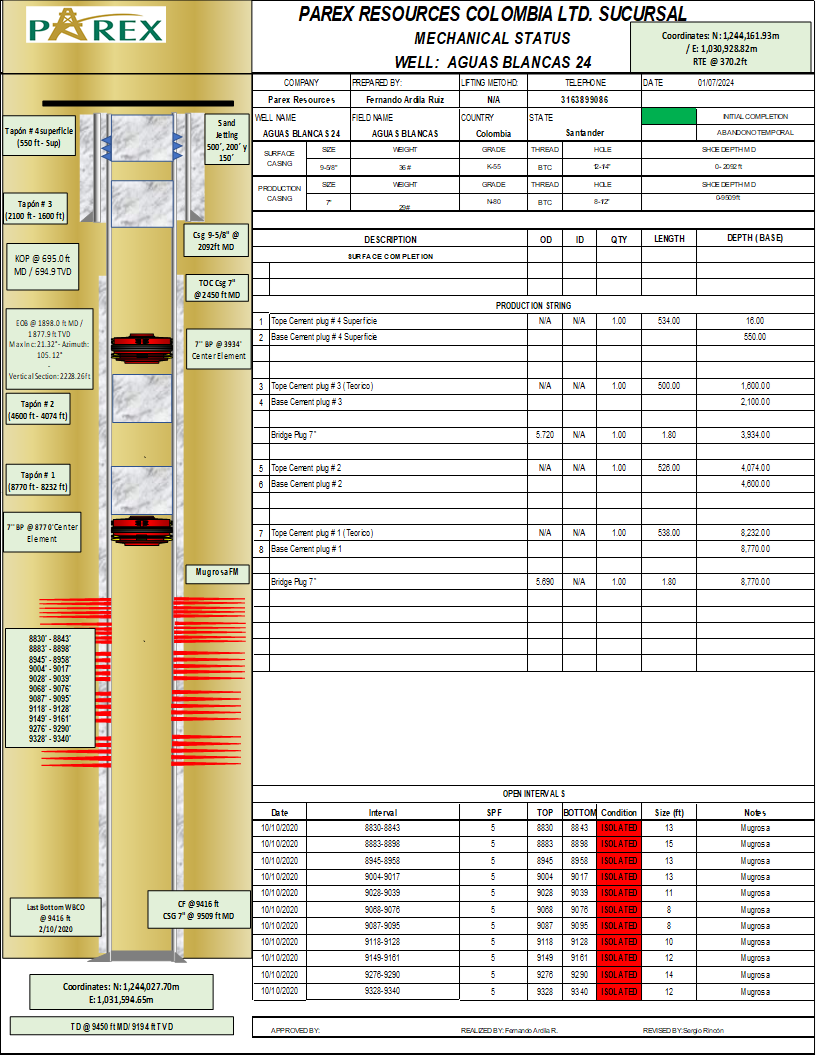 PAREX
PAREX RESOURCES COLOMBIA LTD. SUCURSAL
MECHANICAL STATUS
WELL: AGUAS BLANCAS 24
Coordinates: N: 1,244,161.93m
/ E: 1,030,928.82m
RTE @ 370.2ft
COMPANY PREPARED BY: LFTING METOHD: TELEPHONE DATE 01/07/2024
Parex Resources Fernando Ardila Ruiz N/A 3163899086
WELL NAME FIELD NAME COUNTRY STATE INITIAL COMPLETION
AGUAS BLANCAS 24 AGUAS BLANCAS Colombia Santander ABANDONO TEMPORAL
SURFACE CASING SIZE WEIGHT GRADE THREAD HOLE SHOE DEPTH MD
9-5/8" 36# K-55 BTC 12-1/4" 0- 2092 ft
PRODUCTION CASING SIZE WEIGHT GRADE THREAD HOLE SHOE DEPTH MD
7" 29# N-80 BTC 8-1/2" 0-9509 ft
DESCRIPTION OD ID QTY LENGTH DEPTH (BASE)
SURFACE COMPLETION
PRODUCTION STRING
1 Tope Cement plug # 4 Superficie N/A N/A 1.00 534.00 16.00
2 Base Cement plug # 4 Superficie 550.00
3 Tope Cement plug # 3 (Teorico) N/A N/A 1.00 500.00 1,600.00
4 Base Cement plug # 3 2,100.00
Bridge Plug 7" 5.720 N/A 1.00 1.80 3,934.00
5 Tope Cement plug # 2 N/A N/A 1.00 526.00 4,074.00
6 Base Cement plug # 2 4,600.00
7 Tope Cement plug # 1 (Teorico) N/A N/A 1.00 538.00 8,232.00
8 Base Cement plug # 1 8,770.00
Bridge Plug 7" 5.690 N/A 1.00 1.80 8,770.00
Tapón # 4 superficie
(550 ft - Sup)
Sand
Jetting
500', 200' y
150'
Tapón # 3
(2100 ft - 1600 ft)
Csg 9-5/8" @
2092ft MD
KOP @ 695.0 ft
MD / 694.9 TVD
TOC Csg 7"
@ 2450 ft MD
EOB @ 1898.0 ft MD /
1877.9 ft TVD
Max Inc: 21.32°- Azimuth:
105.12°
-
Vertical Section: 2228.26ft
7" BP @ 3934'
Center Element
Tapón # 2
(4600 ft - 4074 ft)
Tapón # 1
(8770 ft - 8232 ft)
7" BP @ 8770'Center
Element
Mugrosa FM
8830' - 8843'
8883' - 8898'
8945' - 8958'
9004' - 9017'
9028' - 9039'
9068' - 9076'
9087' - 9095'
9118' - 9128'
9149' - 9161'
9276' - 9290'
9328' - 9340'
Last Bottom WBCO
@ 9416 ft
2/10/2020
CF @ 9416 ft
CSG 7" @ 9509 ft MD
Coordinates: N: 1,244,027.70m
E: 1,031,594.65m
TD @ 9450 ft MD/ 9194 ft TVD
OPEN INTERVALS
Date Interval SPF TOP BOTTOM Condition Size (ft) Notes
10/10/2020 8830-8843 5 8830 8843 ISOLATED 13 Mugrosa
10/10/2020 8883-8898 5 8883 8898 ISOLATED 15 Mugrosa
10/10/2020 8945-8958 5 8945 8958 ISOLATED 13 Mugrosa
10/10/2020 9004-9017 5 9004 9017 ISOLATED 13 Mugrosa
10/10/2020 9028-9039 5 9028 9039 ISOLATED 11 Mugrosa
10/10/2020 9068-9076 5 9068 9076 ISOLATED 8 Mugrosa
10/10/2020 9087-9095 5 9087 9095 ISOLATED 8 Mugrosa
10/10/2020 9118-9128 5 9118 9128 ISOLATED 10 Mugrosa
10/10/2020 9149-9161 5 9149 9161 ISOLATED 12 Mugrosa
10/10/2020 9276-9290 5 9276 9290 ISOLATED 14 Mugrosa
10/10/2020 9328-9340 5 9328 9340 ISOLATED 12 Mugrosa
APPROVED BY: REALIZED BY: Fernando Ardila R. REVISED BY:Sergio Rincón